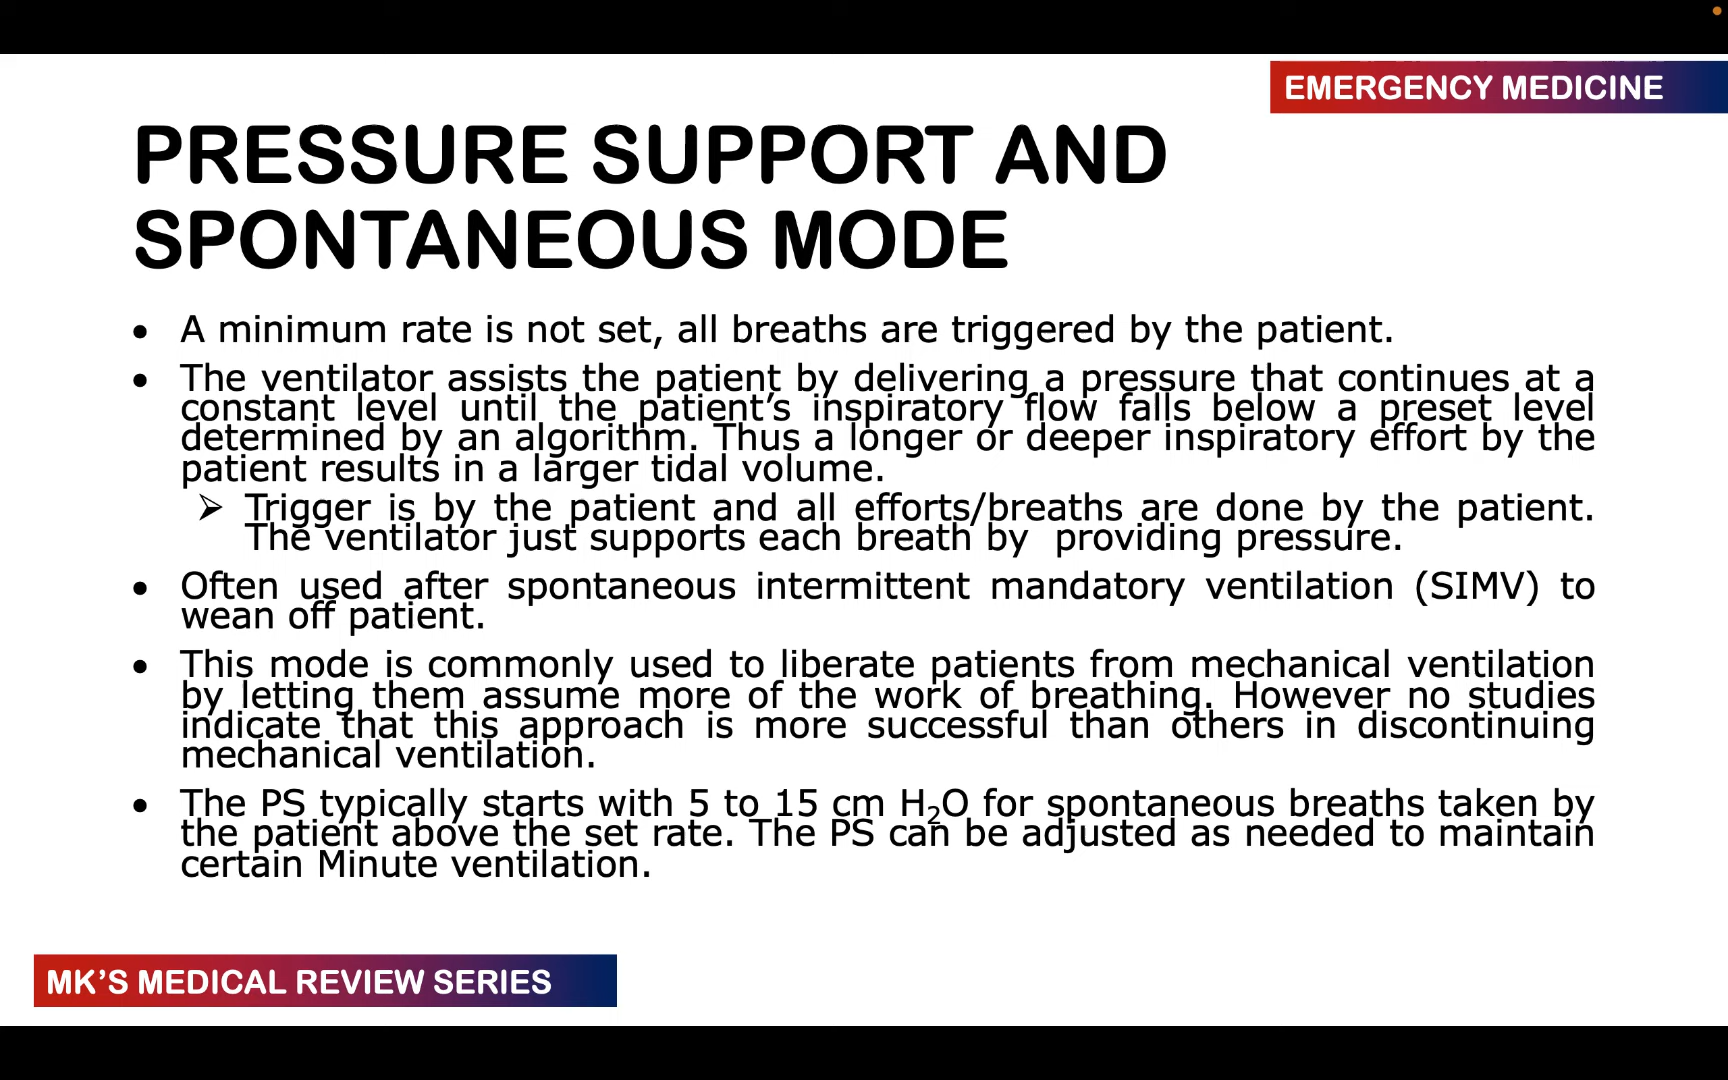 EMERGENCY MEDICINE
PRESSURE SUPPORT AND
SPONTANEOUS MODE
• A minimum rate is not set, all breaths are triggered by the patient.
• The ventilator assists the patient by delivering a pressure that continues at a
constant level until the patient’s inspiratory flow falls below a preset level
determined by an algorithm. Thus a longer or deeper inspiratory effort by the
patient results in a larger tidal volume.
➢ Trigger is by the patient and all efforts/breaths are done by the patient.
The ventilator just supports each breath by  providing pressure.
• Often used after spontaneous intermittent mandatory ventilation (SIMV) to
wean off patient.
• This mode is commonly used to liberate patients from mechanical ventilation
by letting them assume more of the work of breathing. However no studies
indicate that this approach is more successful than others in discontinuing
mechanical ventilation.
• The PS typically starts with 5 to 15 cm H₂O for spontaneous breaths taken by
the patient above the set rate. The PS can be adjusted as needed to maintain
certain Minute ventilation.
MK’S MEDICAL REVIEW SERIES